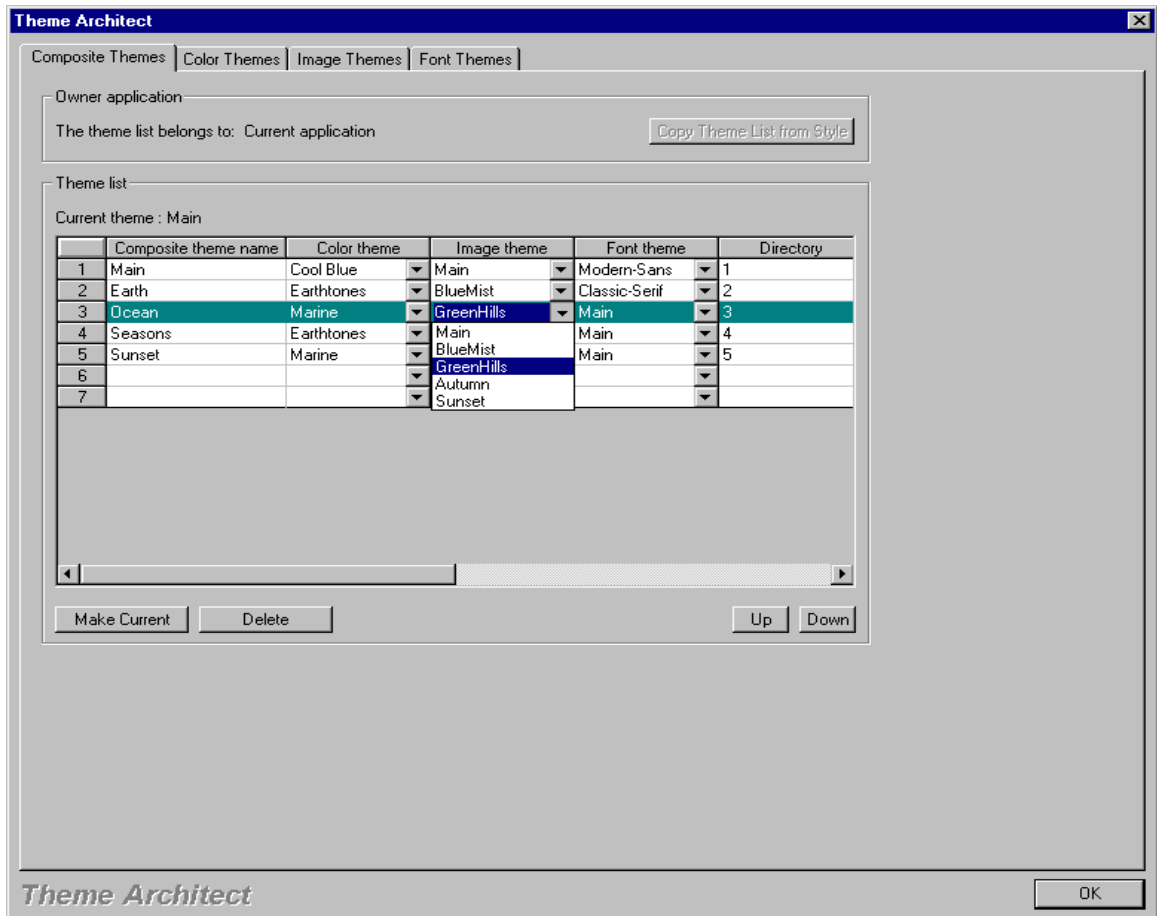 Theme Architect
Composite Themes Color Themes Image Themes Font Themes
Owner application
The theme list belongs to: Current application Copy Theme List from Style
Theme list
Current theme : Main
Composite theme name Color theme Image theme Font theme Directory
1 Main Cool Blue Main Modern-Sans 1
2 Earth Earthtones BlueMist Classic-Serif 2
3 Ocean Marine GreenHills Main 3
4 Seasons Earthtones Main Main 4
5 Sunset Marine BlueMist Main 5
GreenHills
6 Autumn
7 Sunset
Make Current Delete Up Down
Theme Architect OK